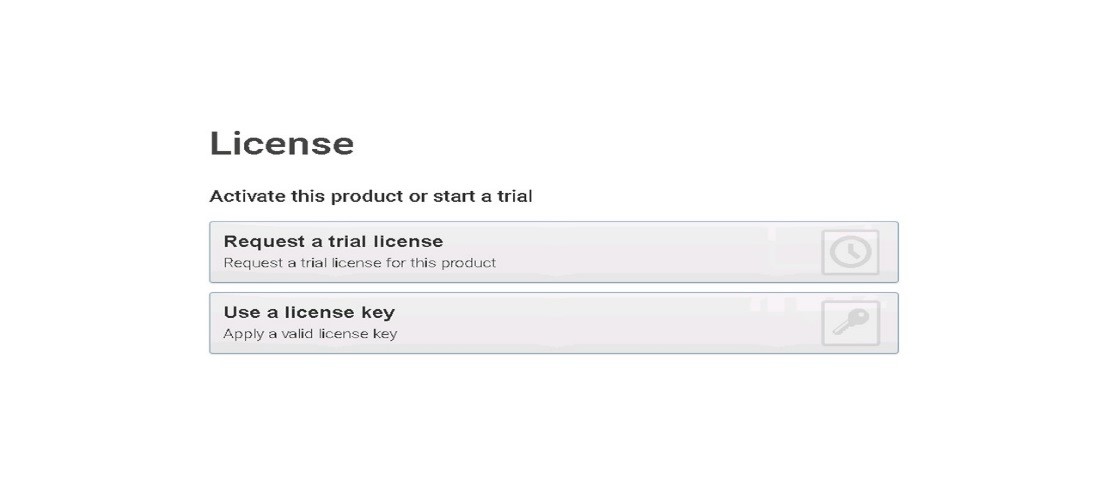 License
Activate this product or start a trial
Request a trial license
Request a trial license for this product
Use a license key
Apply a valid license key